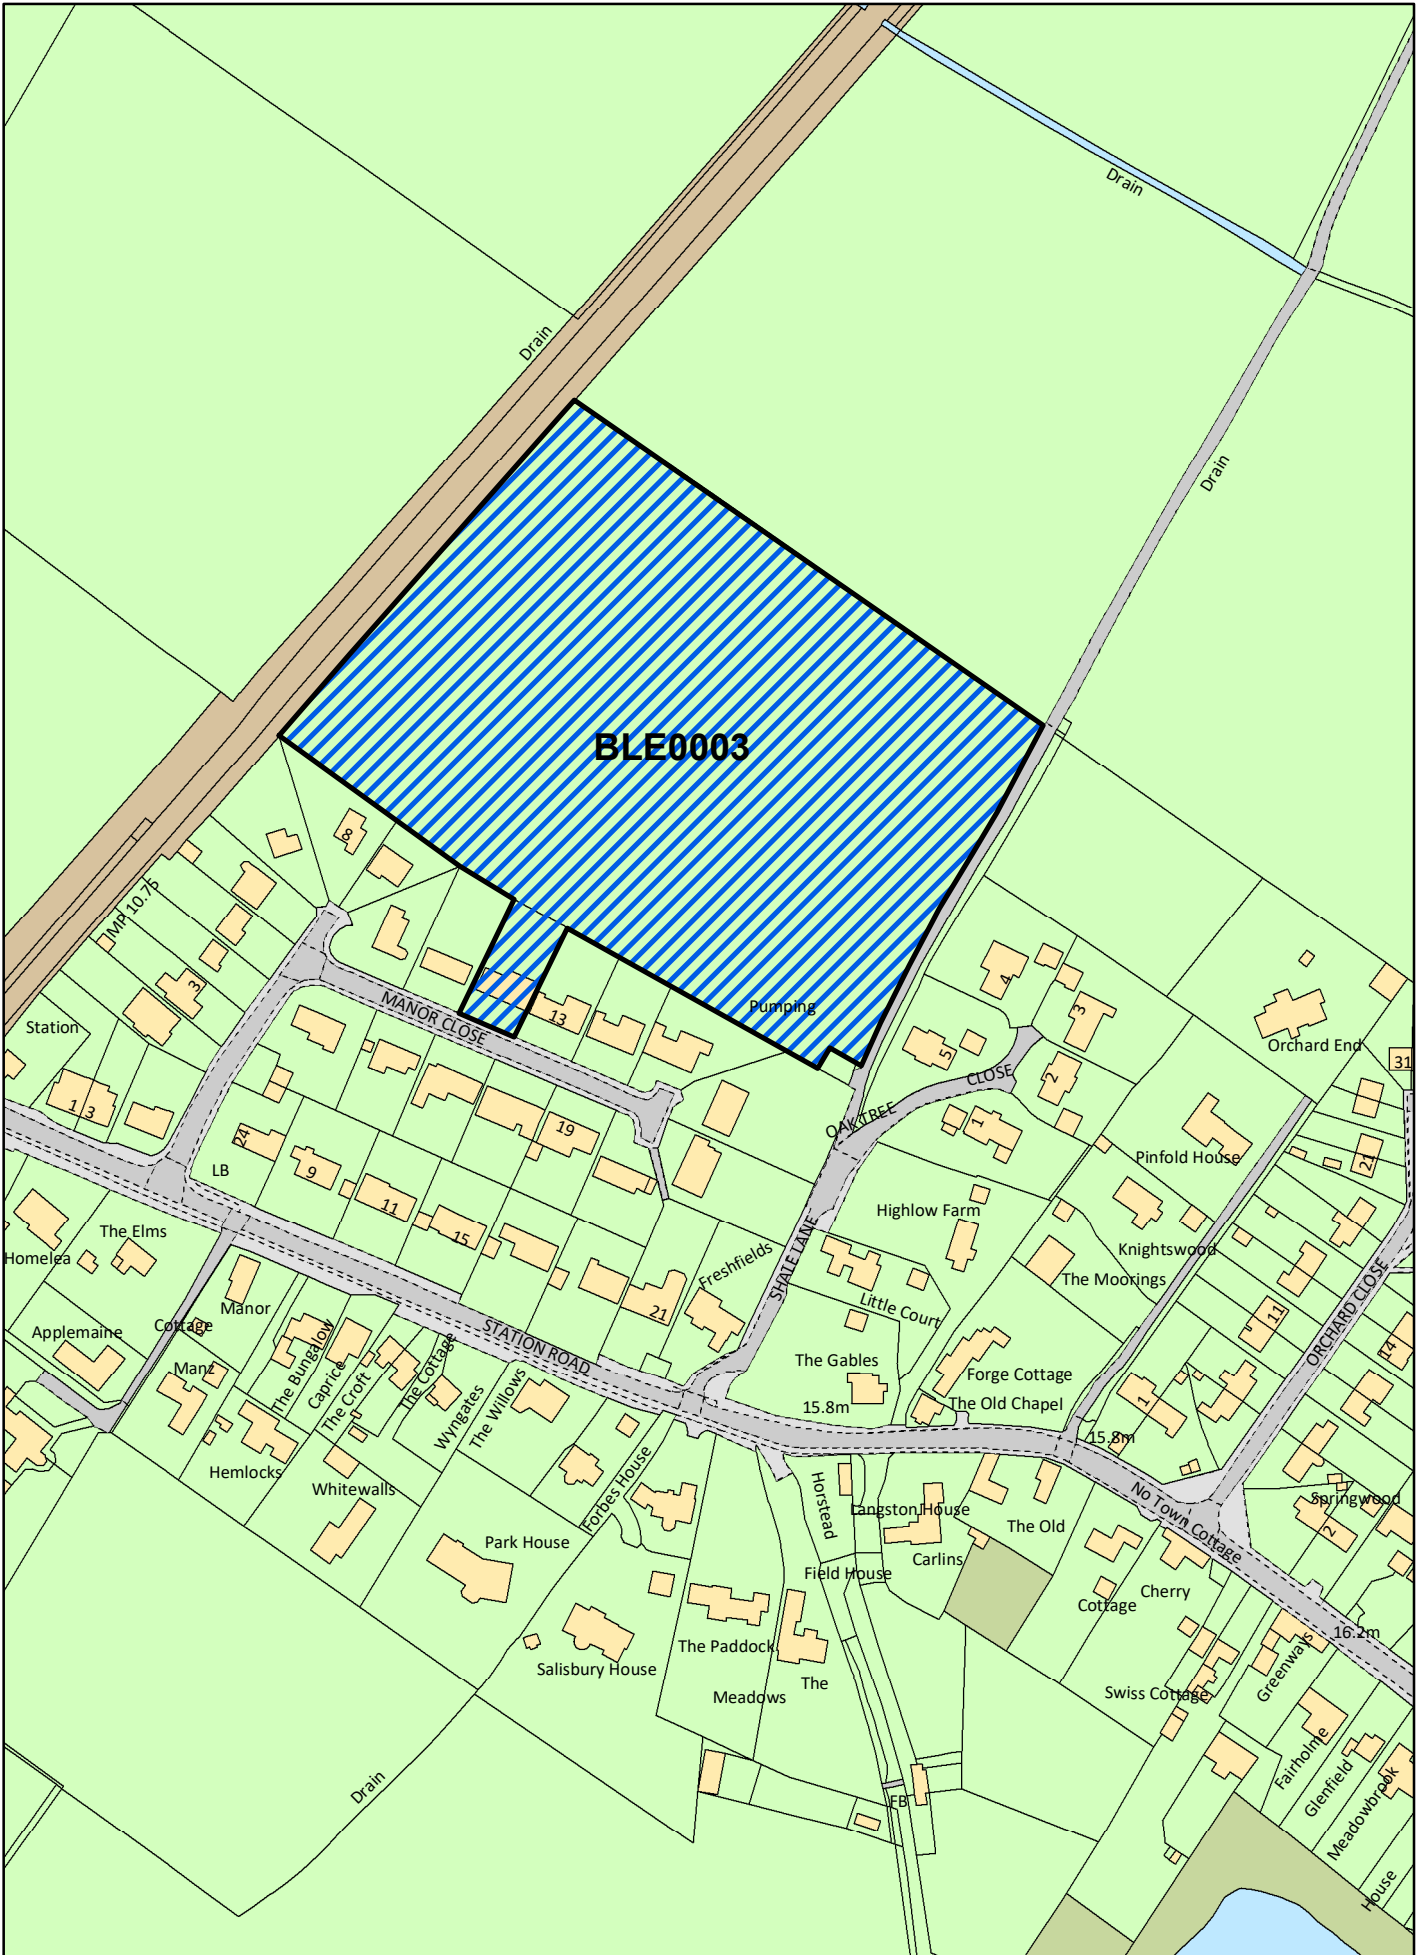 Drain
Drain
Drain
BLE0003
8
MP 10.75
3
Station
MANOR CLOSE
13
Pumping
4
3
5
CLOSE
2
Orchard End
31
1
3
OAK TREE
1
19
24
LB
9
11
15
Pinfold House
21
Highlow Farm
The Elms
Homelea
Freshfields
SHATE LANE
Knightswood
The Moorings
Manor
Cottage
Little Court
21
ORCHARD CLOSE
11
14
Applemaine
Manz
The Bungalow
Caprice
The Croft
The Cottage
STATION ROAD
The Gables
Forge Cottage
The Old Chapel
15.8m
1
15.8m
Wyngates
The Willows
Hemlocks
Whitewalls
Forbes House
Horstead
Langston House
No Town Cottage
Springwood
2
The Old
Park House
Carlins
Field House
Cherry
Cottage
16.2m
The Paddock
Salisbury House
The
Meadows
Swiss Cottage
Greenways
Drain
FB
Fairholme
Glenfield
Meadowbrook
House